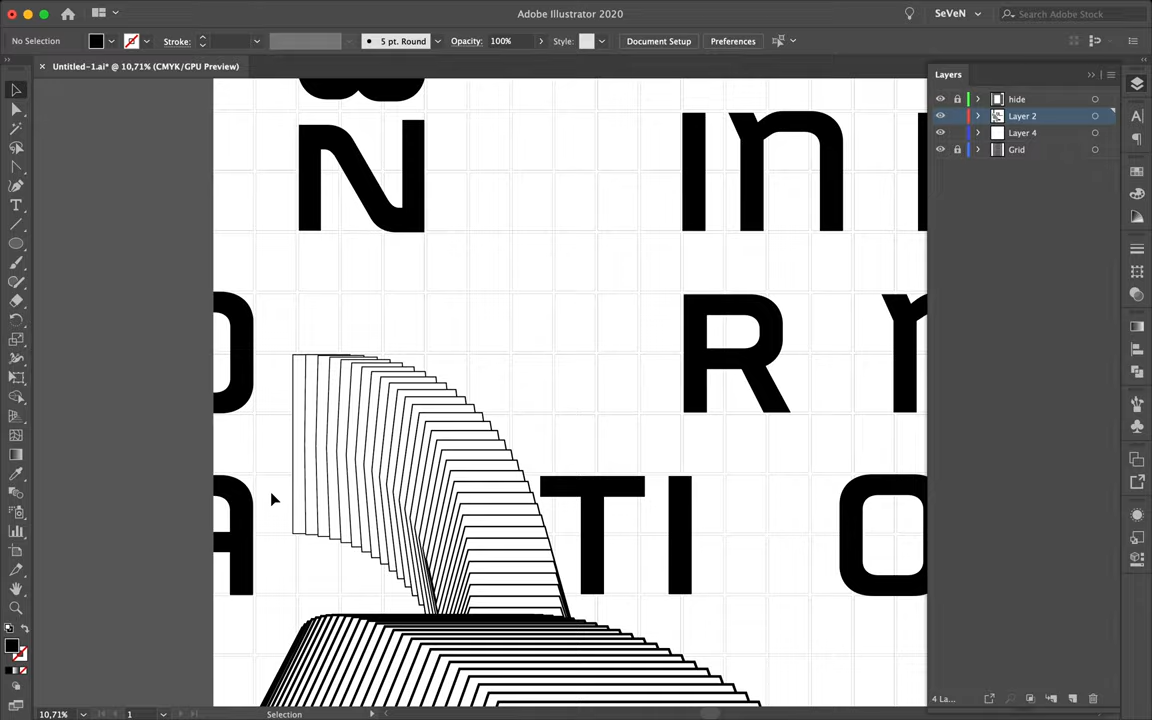 Adobe Illustrator 2020
SeVeN
Search Adobe Stock
No Selection
Stroke:
5 pt. Round
Opacity:
100%
Style:
Document Setup
Preferences
Untitled-1.ai* @ 10,71% (CMYK/GPU Preview)
Layers
hide
Layer 2
Layer 4
Grid
N
In
R
A
TI
O
4 La...
10,71%
1
Selection